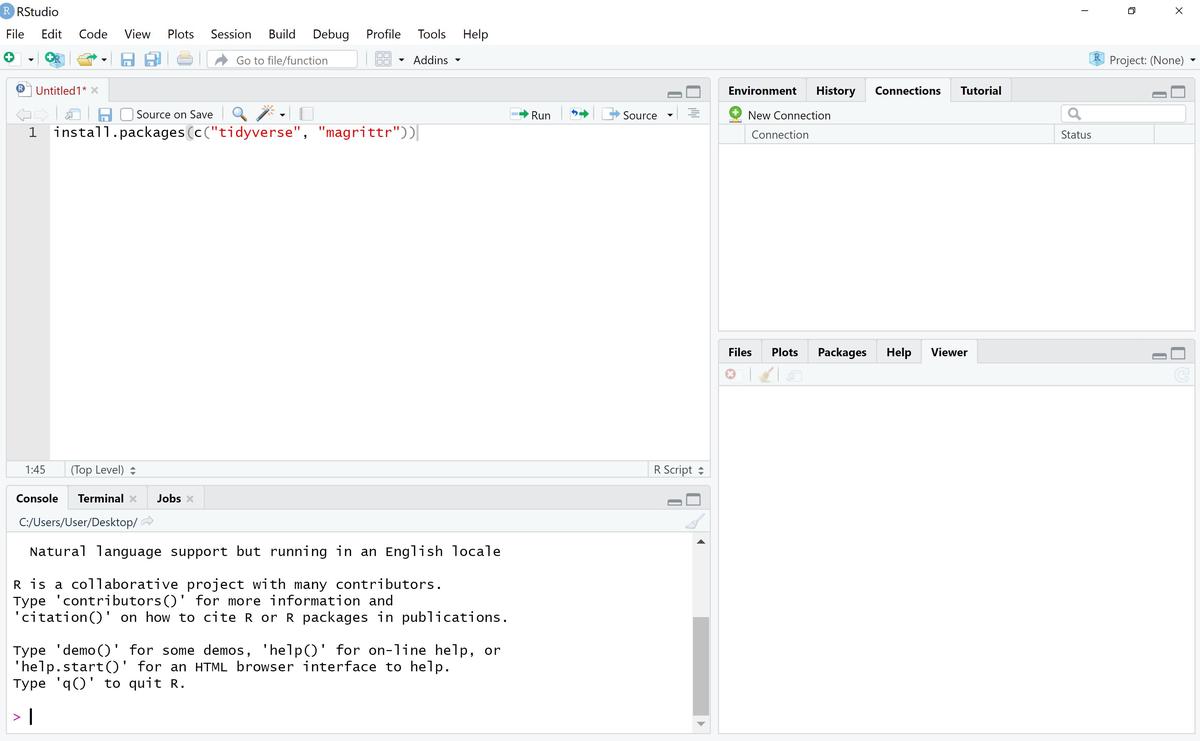 RStudio
File Edit Code View Plots Session Build Debug Profile Tools Help
Go to file/function Addins Project: (None)
Untitled1*
Source on Save Run Source
1 install.packages(c("tidyverse", "magrittr"))
1:45 (Top Level) R Script
Console Terminal Jobs
C:/Users/User/Desktop/
Natural language support but running in an English locale
R is a collaborative project with many contributors.
Type 'contributors()' for more information and
'citation()' on how to cite R or R packages in publications.
Type 'demo()' for some demos, 'help()' for on-line help, or
'help.start()' for an HTML browser interface to help.
Type 'q()' to quit R.
>
Environment History Connections Tutorial
New Connection
Connection Status
Files Plots Packages Help Viewer